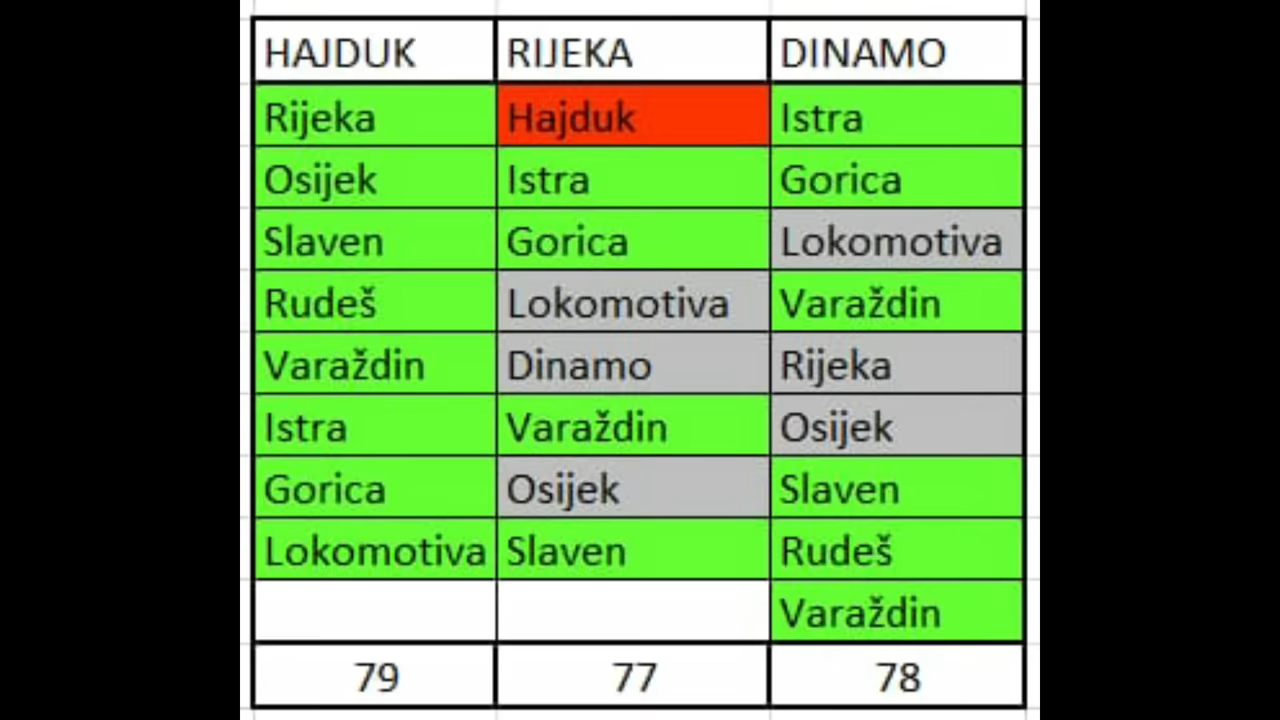 HAJDUK RIJEKA DINAMO
Rijeka Hajduk Istra
Osijek Istra Gorica
Slaven Gorica Lokomotiva
Rudeš Lokomotiva Varaždin
Varaždin Dinamo Rijeka
Istra Varaždin Osijek
Gorica Osijek Slaven
Lokomotiva Slaven Rudeš
Varaždin
79 77 78